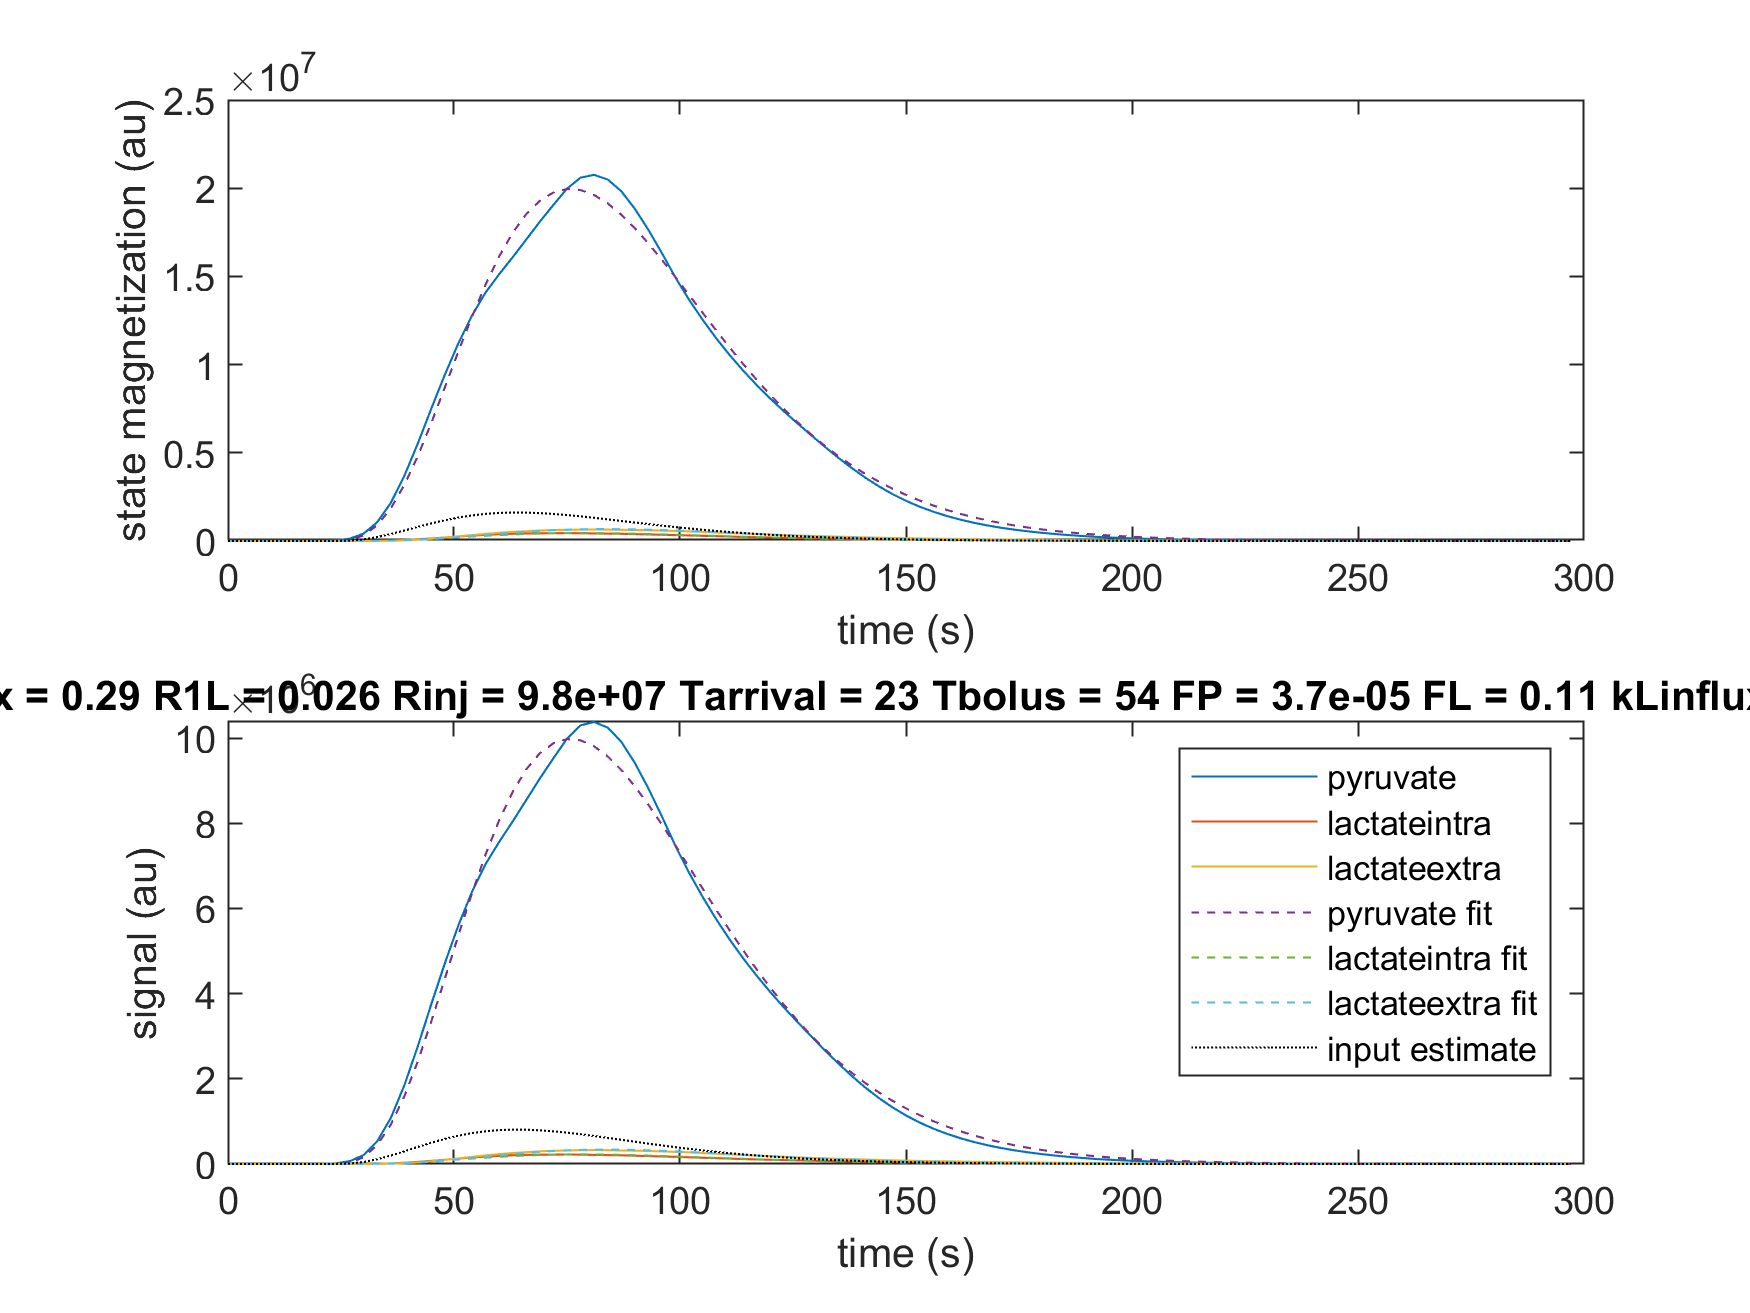 ×10^7
2.5
2
1.5
1
0.5
0
state magnetization (au)
0 50 100 150 200 250 300
time (s)
x = 0.29 R1L = 0.026 Rinj = 9.8e+07 Tarrival = 23 Tbolus = 54 FP = 3.7e-05 FL = 0.11 kLinflux
×10^6
10
8
6
4
2
0
signal (au)
pyruvate
lactateintra
lactateextra
pyruvate fit
lactateintra fit
lactateextra fit
input estimate
0 50 100 150 200 250 300
time (s)